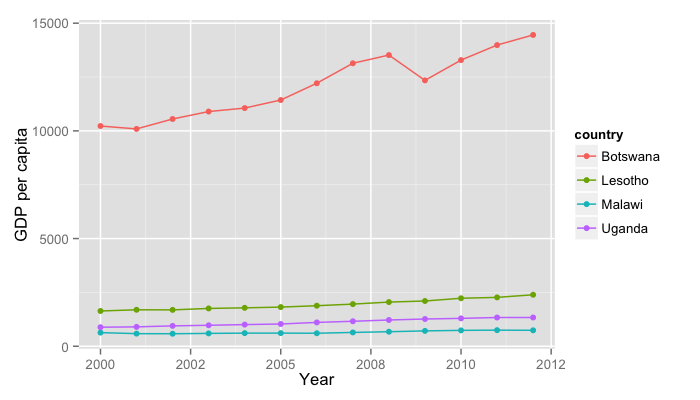 15000
10000
5000
0
GDP per capita
2000 2002 2005 2008 2010 2012
Year
country
Botswana
Lesotho
Malawi
Uganda